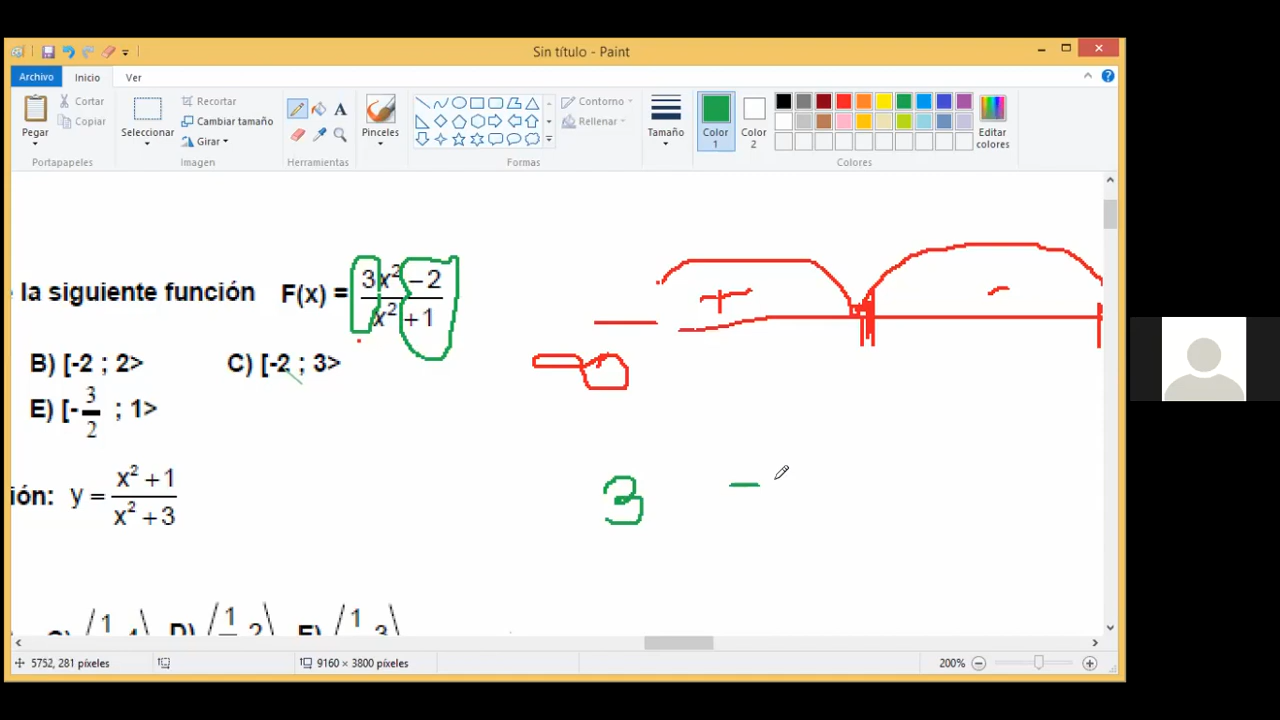 Sin título - Paint
Archivo Inicio Ver
Pegar
Cortar
Copiar
Portapapeles
Seleccionar
Recortar
Cambiar tamaño
Girar
Imagen
A
Herramientas
Pinceles
Contorno
Rellenar
Formas
Tamaño
Color 1
Color 2
Editar colores
Colores
la siguiente función F(x) = 3x² - 2 / x² + 1
B) [-2 ; 2> C) [-2 ; 3>
E) [- 3/2 ; 1>
ión: y = x² + 1 / x² + 3
+ -
3 -
5752, 281 píxeles
9160 × 3800 píxeles
200%